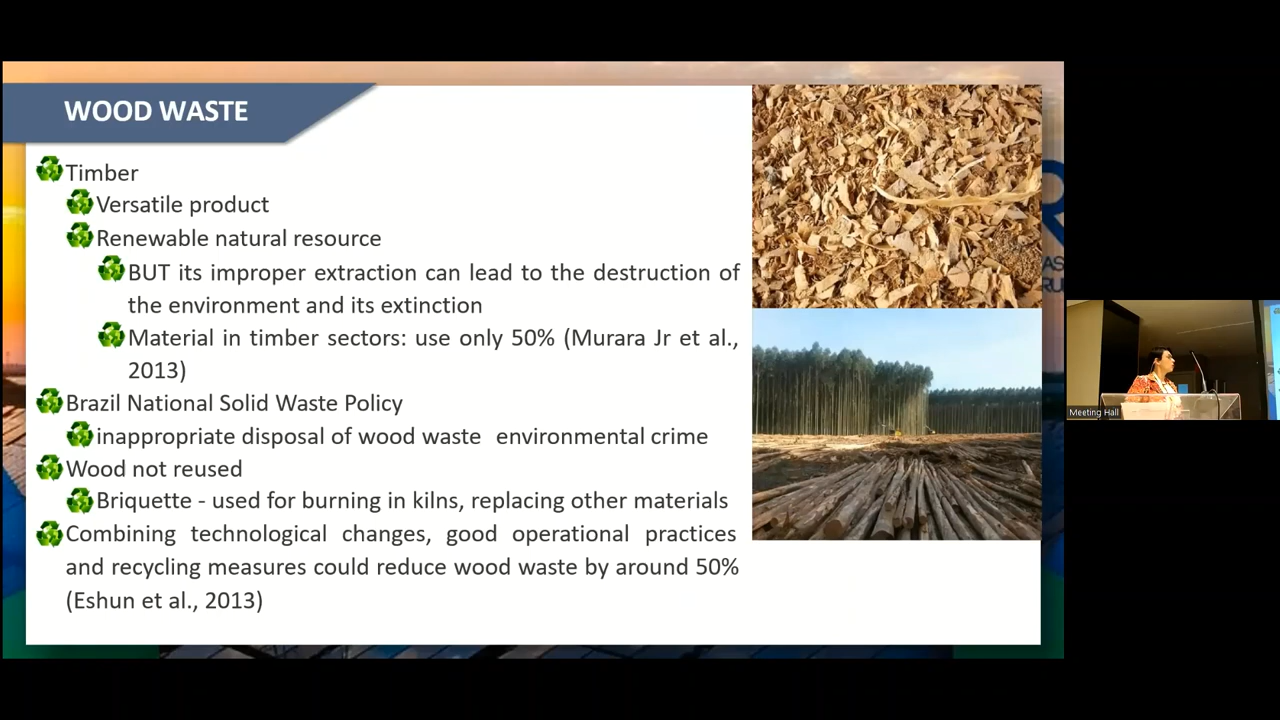 WOOD WASTE
Timber
Versatile product
Renewable natural resource
BUT its improper extraction can lead to the destruction of
the environment and its extinction
Material in timber sectors: use only 50% (Murara Jr et al.,
2013)
Brazil National Solid Waste Policy
inappropriate disposal of wood waste environmental crime
Wood not reused
Briquette - used for burning in kilns, replacing other materials
Combining technological changes, good operational practices
and recycling measures could reduce wood waste by around 50%
(Eshun et al., 2013)
Meeting Hall